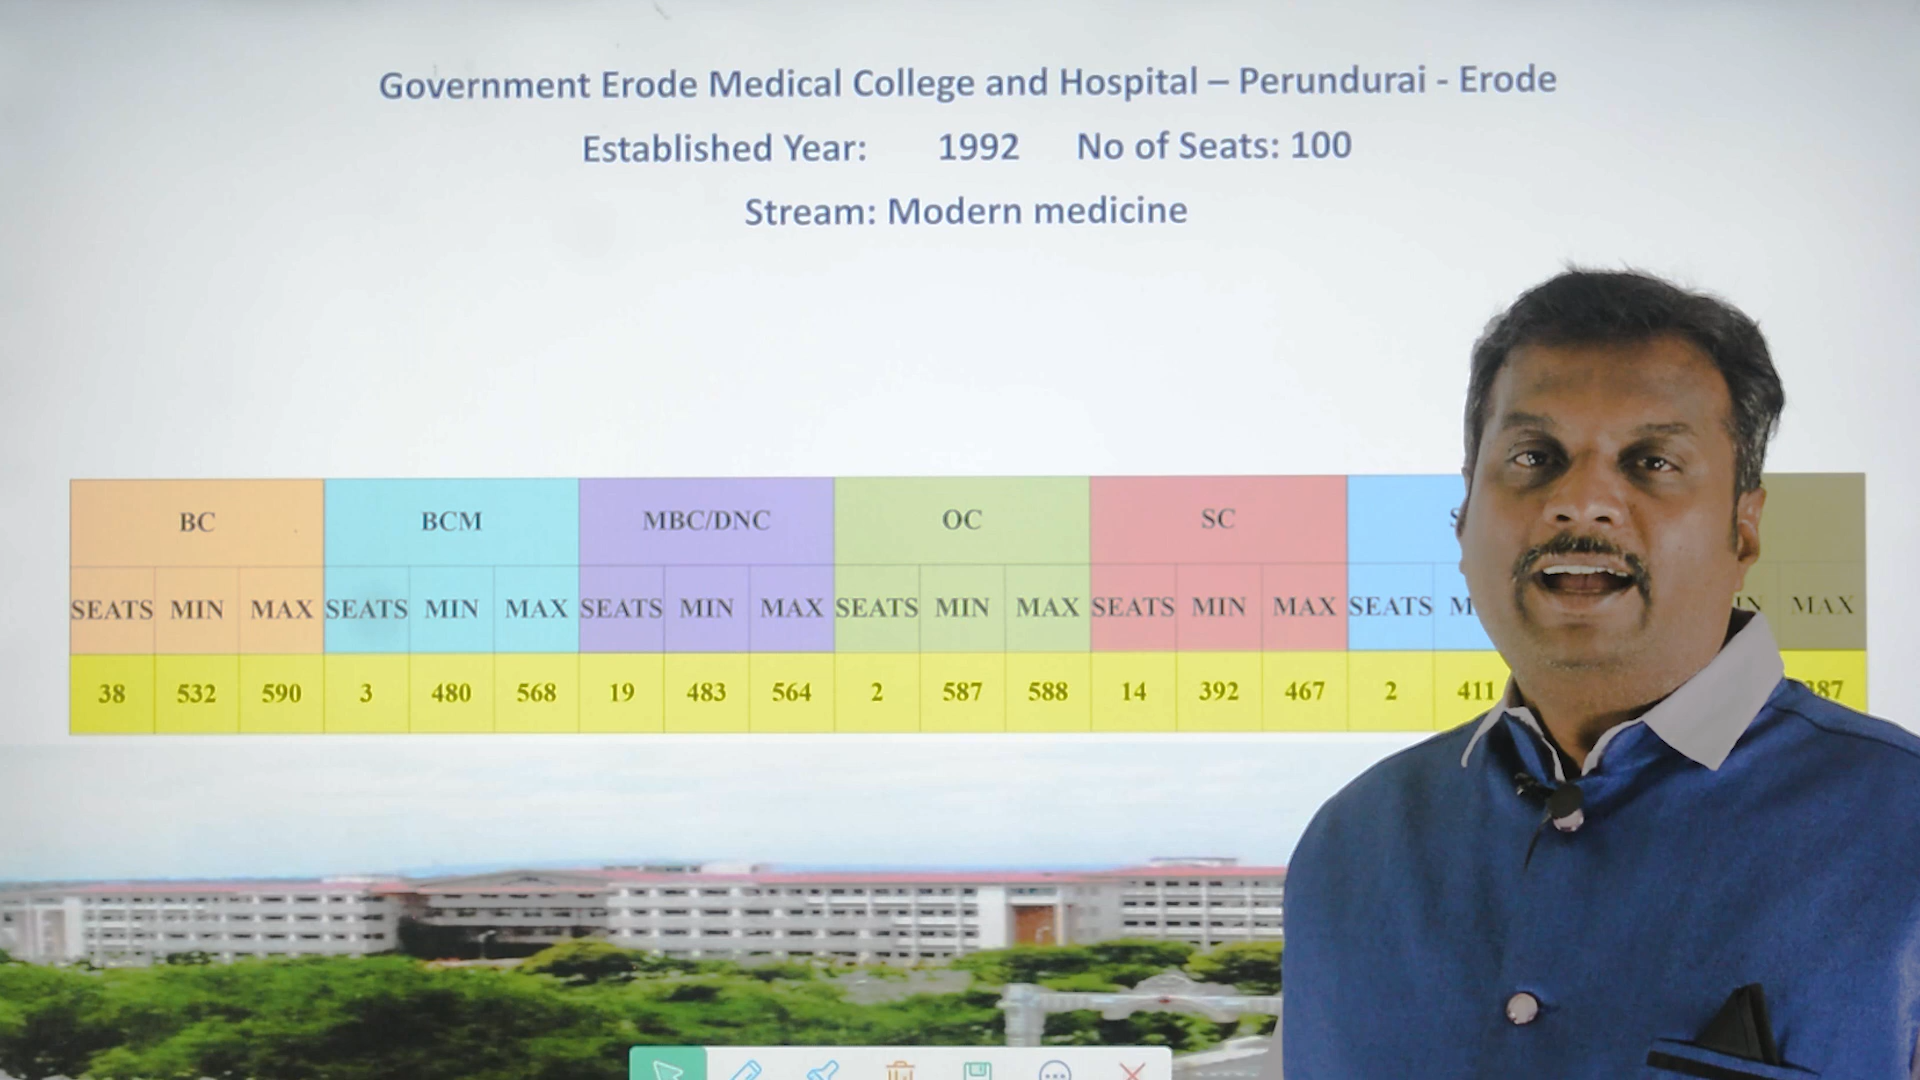 Government Erode Medical College and Hospital – Perundurai - Erode
Established Year: 1992 No of Seats: 100
Stream: Modern medicine
BC BCM MBC/DNC OC SC
SEATS MIN MAX SEATS MIN MAX SEATS MIN MAX SEATS MIN MAX SEATS MIN MAX SEATS MAX
38 532 590 3 480 568 19 483 564 2 587 588 14 392 467 2 411